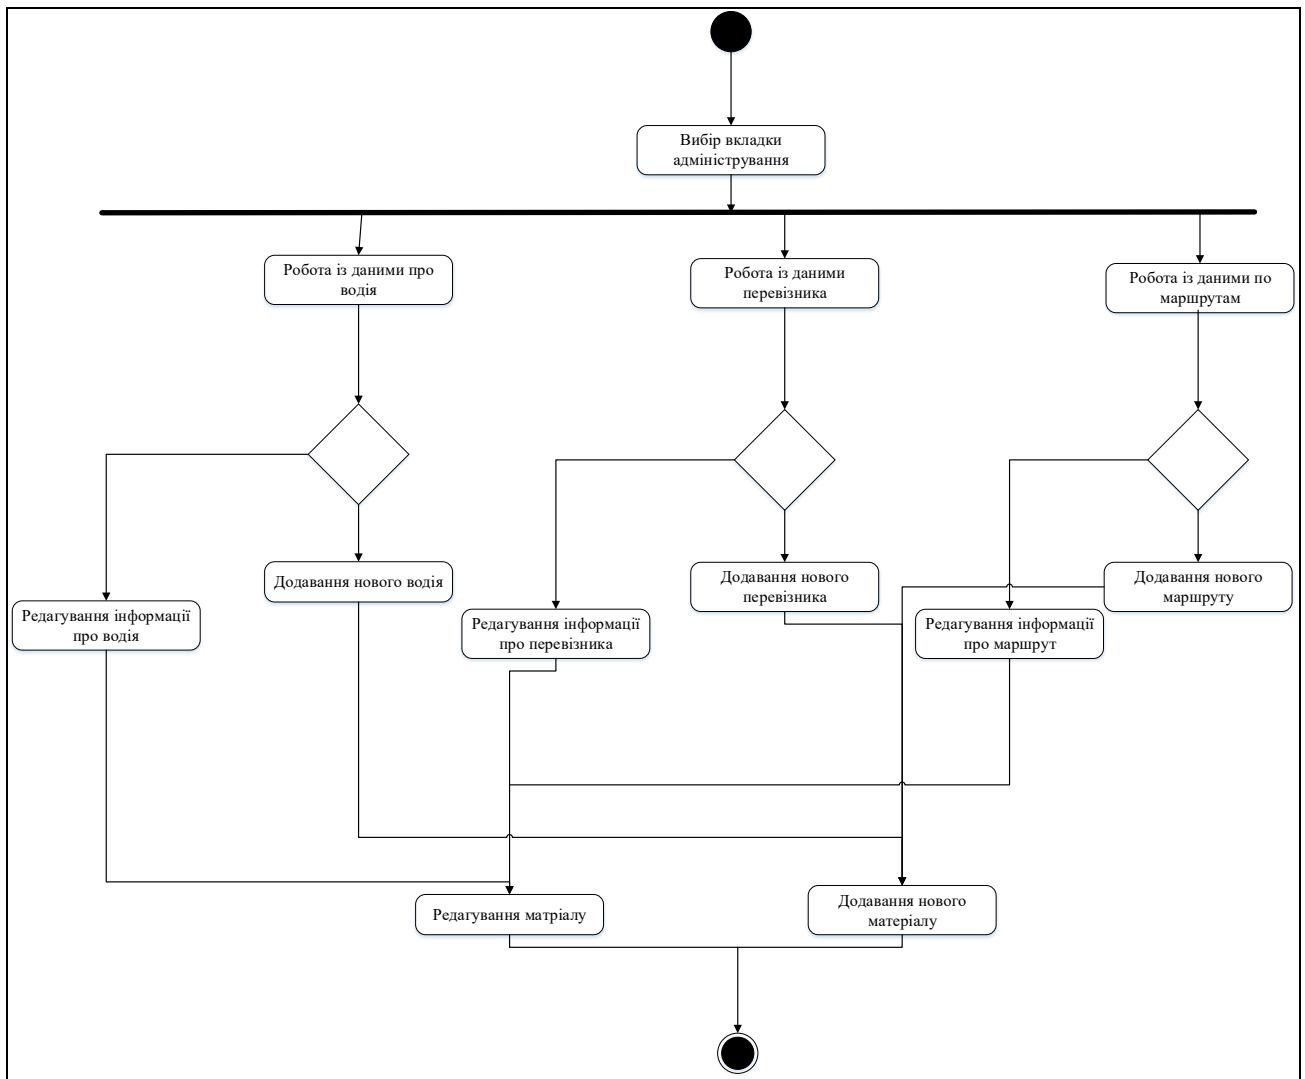 Вибір вкладки
адміністрування
Робота із даними про
водія
Робота із даними
перевізника
Робота із даними по
маршрутам
Додавання нового водія
Додавання нового
перевізника
Додавання нового
маршруту
Редагування інформації
про водія
Редагування інформації
про перевізника
Редагування інформації
про маршрут
Редагування матріалу
Додавання нового
матеріалу